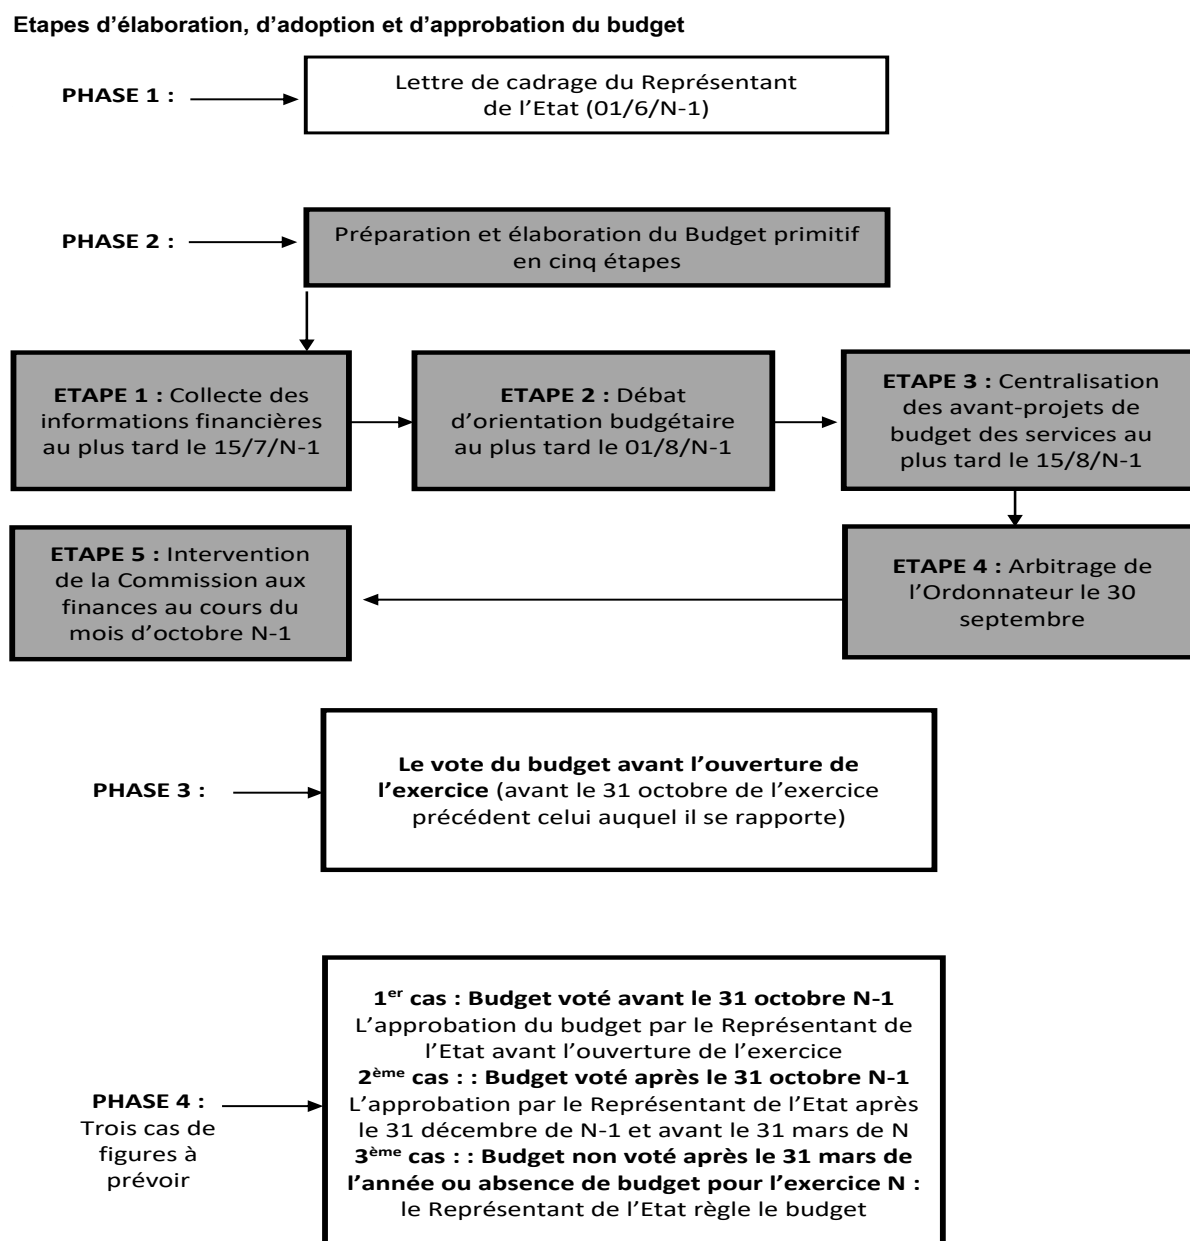 Etapes d’élaboration, d’adoption et d’approbation du budget
PHASE 1 :
Lettre de cadrage du Représentant
de l’Etat (01/6/N-1)
PHASE 2 :
Préparation et élaboration du Budget primitif
en cinq étapes
ETAPE 1 : Collecte des
informations financières
au plus tard le 15/7/N-1
ETAPE 2 : Débat
d’orientation budgétaire
au plus tard le 01/8/N-1
ETAPE 3 : Centralisation
des avant-projets de
budget des services au
plus tard le 15/8/N-1
ETAPE 4 : Arbitrage de
l’Ordonnateur le 30
septembre
ETAPE 5 : Intervention
de la Commission aux
finances au cours du
mois d’octobre N-1
PHASE 3 :
Le vote du budget avant l’ouverture de
l’exercice (avant le 31 octobre de l’exercice
précédent celui auquel il se rapporte)
PHASE 4 :
Trois cas de
figures à
prévoir
1er cas : Budget voté avant le 31 octobre N-1
L’approbation du budget par le Représentant de
l’Etat avant l’ouverture de l’exercice
2ème cas : : Budget voté après le 31 octobre N-1
L’approbation par le Représentant de l’Etat après
le 31 décembre de N-1 et avant le 31 mars de N
3ème cas : : Budget non voté après le 31 mars de
l’année ou absence de budget pour l’exercice N :
le Représentant de l’Etat règle le budget